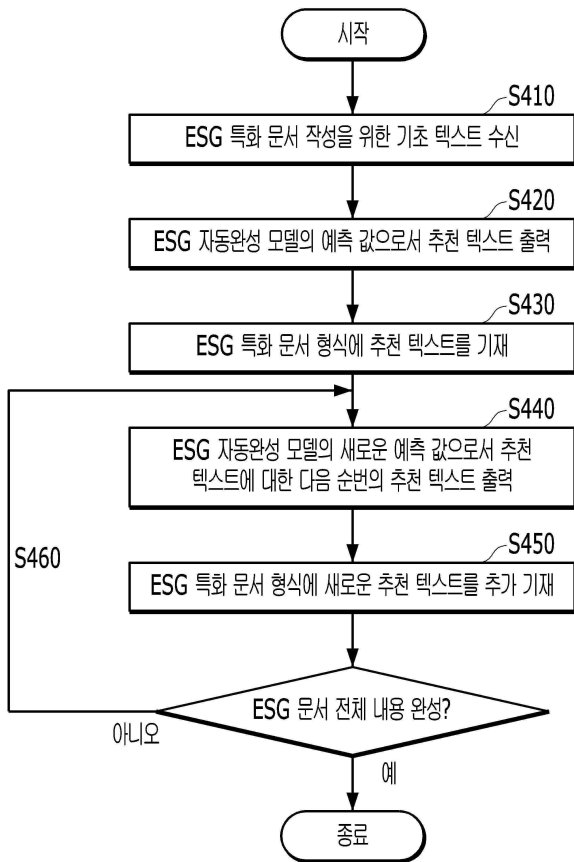 시작
S410
ESG 특화 문서 작성을 위한 기초 텍스트 수신
S420
ESG 자동완성 모델의 예측 값으로서 추천 텍스트 출력
S430
ESG 특화 문서 형식에 추천 텍스트를 기재
S440
ESG 자동완성 모델의 새로운 예측 값으로서 추천
텍스트에 대한 다음 순번의 추천 텍스트 출력
S460
S450
ESG 특화 문서 형식에 새로운 추천 텍스트를 추가 기재
ESG 문서 전체 내용 완성?
아니오
예
종료